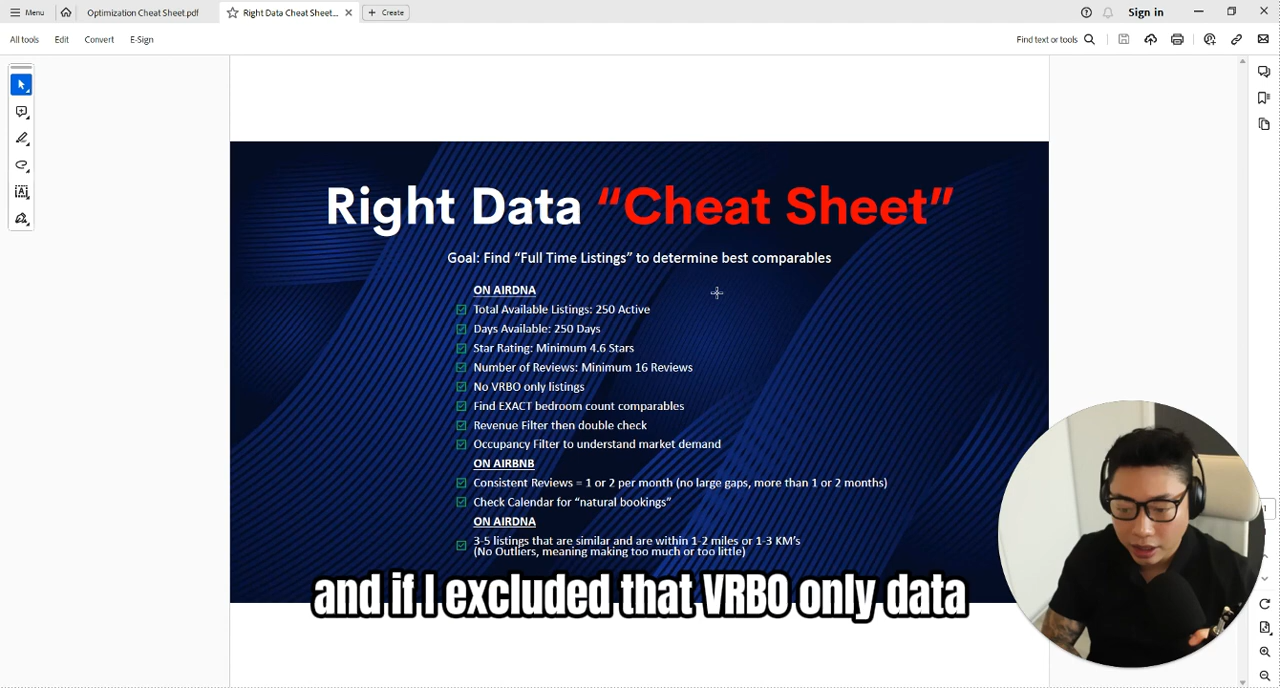 Menu
Optimization Cheat Sheet.pdf
Right Data Cheat Sheet...
Create
Sign in
All tools
Edit
Convert
E-Sign
Find text or tools
Right Data “Cheat Sheet”
Goal: Find “Full Time Listings” to determine best comparables
ON AIRDNA
Total Available Listings: 250 Active
Days Available: 250 Days
Star Rating: Minimum 4.6 Stars
Number of Reviews: Minimum 16 Reviews
No VRBO only listings
Find EXACT bedroom count comparables
Revenue Filter then double check
Occupancy Filter to understand market demand
ON AIRBNB
Consistent Reviews = 1 or 2 per month (no large gaps, more than 1 or 2 months)
Check Calendar for “natural bookings”
ON AIRDNA
3-5 listings that are similar and are within 1-2 miles or 1-3 KM’s
(No Outliers, meaning making too much or too little)
and if I excluded that VRBO only data